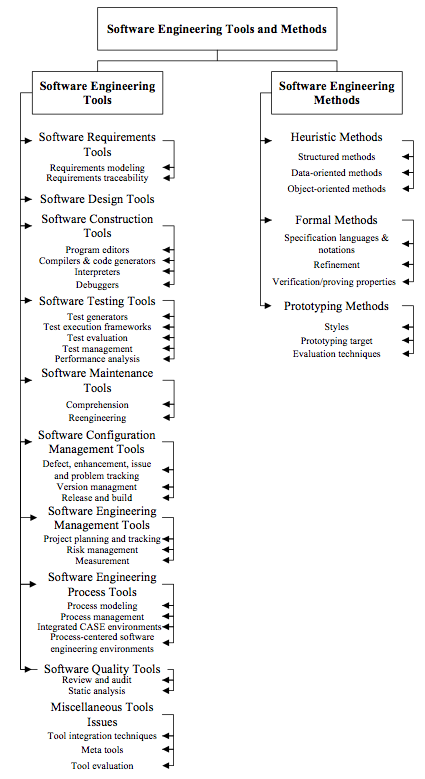 Software Engineering Tools and Methods
Software Engineering
Tools
Software Requirements
Tools
Requirements modeling
Requirements traceability
Software Design Tools
Software Construction
Tools
Program editors
Compilers & code generators
Interpreters
Debuggers
Software Testing Tools
Test generators
Test execution frameworks
Test evaluation
Test management
Performance analysis
Software Maintenance
Tools
Comprehension
Reengineering
Software Configuration
Management Tools
Defect, enhancement, issue
and problem tracking
Version managment
Release and build
Software Engineering
Management Tools
Project planning and tracking
Risk management
Measurement
Software Engineering
Process Tools
Process modeling
Process management
Integrated CASE environments
Process-centered software
engineering environments
Software Quality Tools
Review and audit
Static analysis
Miscellaneous Tools
Issues
Tool integration techniques
Meta tools
Tool evaluation
Software Engineering
Methods
Heuristic Methods
Structured methods
Data-oriented methods
Object-oriented methods
Formal Methods
Specification languages &
notations
Refinement
Verification/proving properties
Prototyping Methods
Styles
Prototyping target
Evaluation techniques